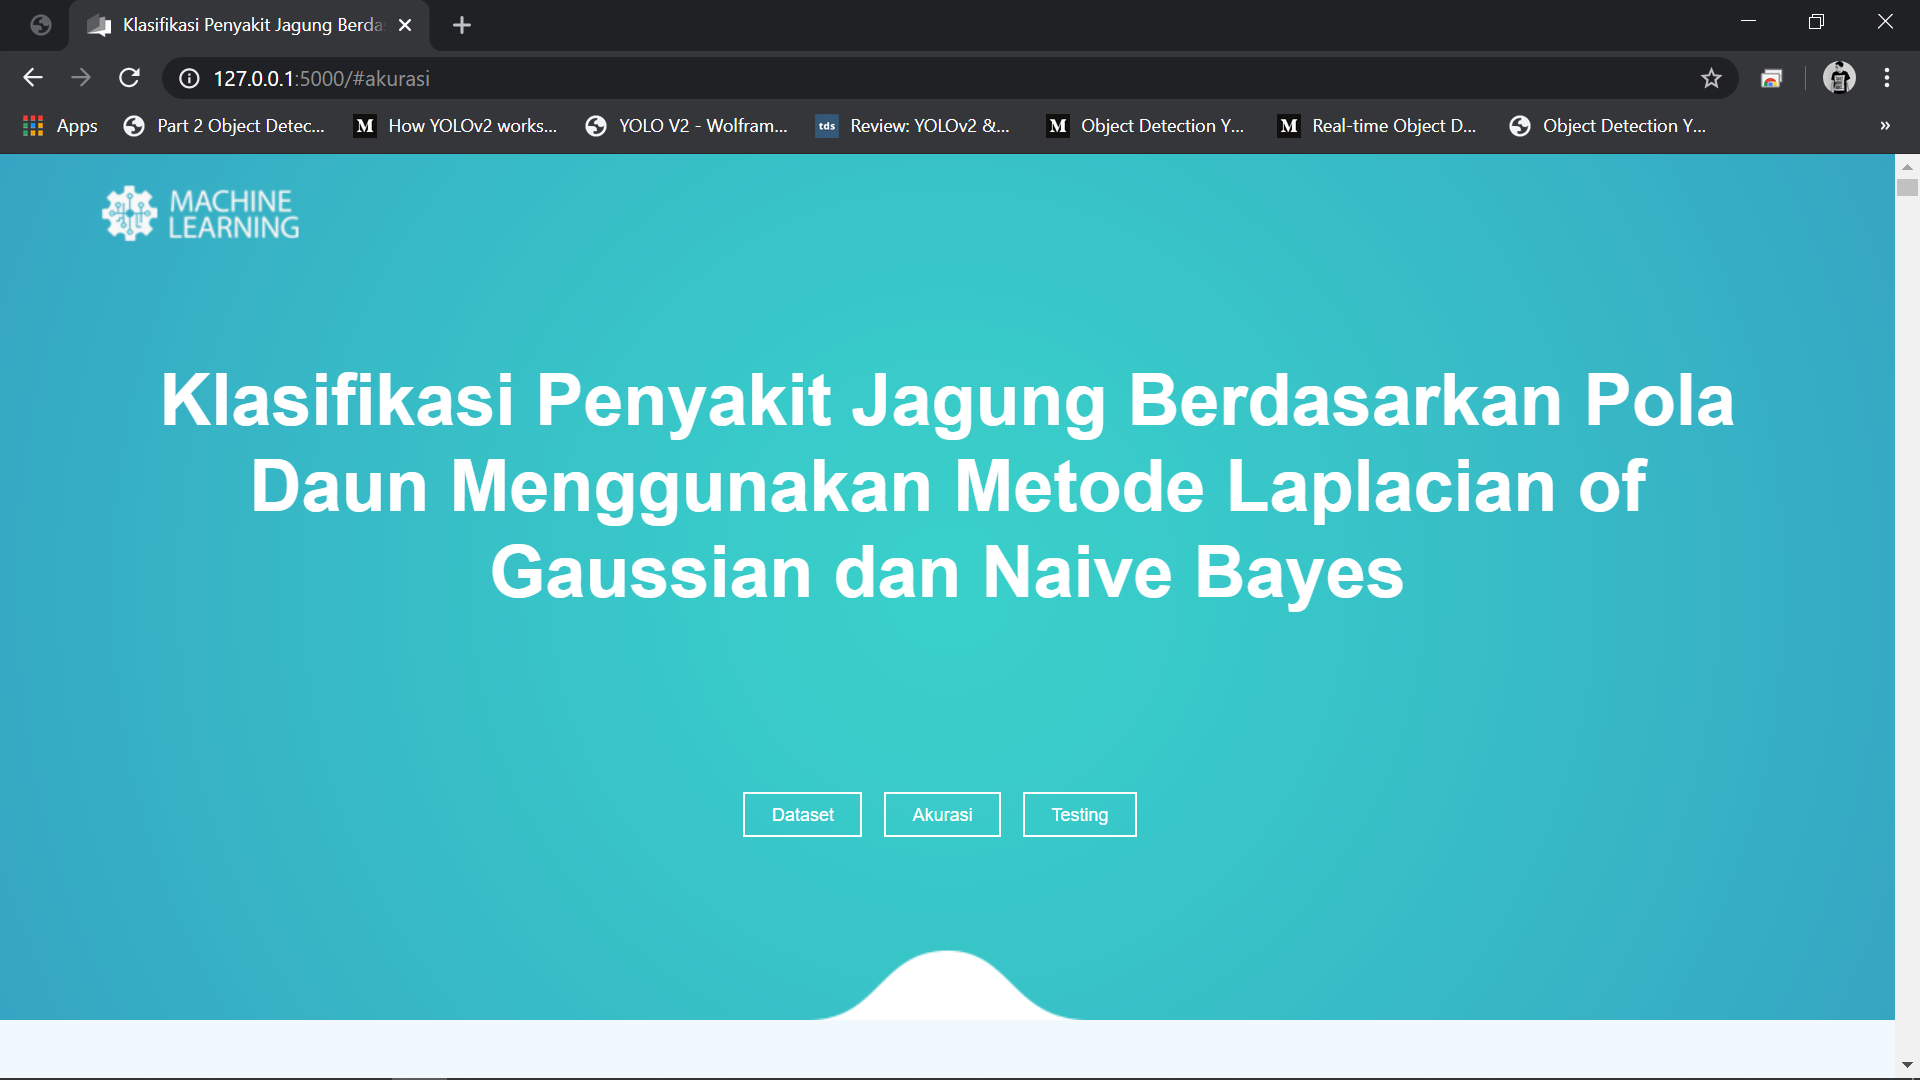 Klasifikasi Penyakit Jagung Berda
127.0.0.1:5000/#akurasi
Apps
Part 2 Object Detec...
M
How YOLOv2 works...
YOLO V2 - Wolfram...
tds
Review: YOLOv2 &...
M
Object Detection Y...
M
Real-time Object D...
Object Detection Y...
»
MACHINE
LEARNING
Klasifikasi Penyakit Jagung Berdasarkan Pola
Daun Menggunakan Metode Laplacian of
Gaussian dan Naive Bayes
Dataset
Akurasi
Testing